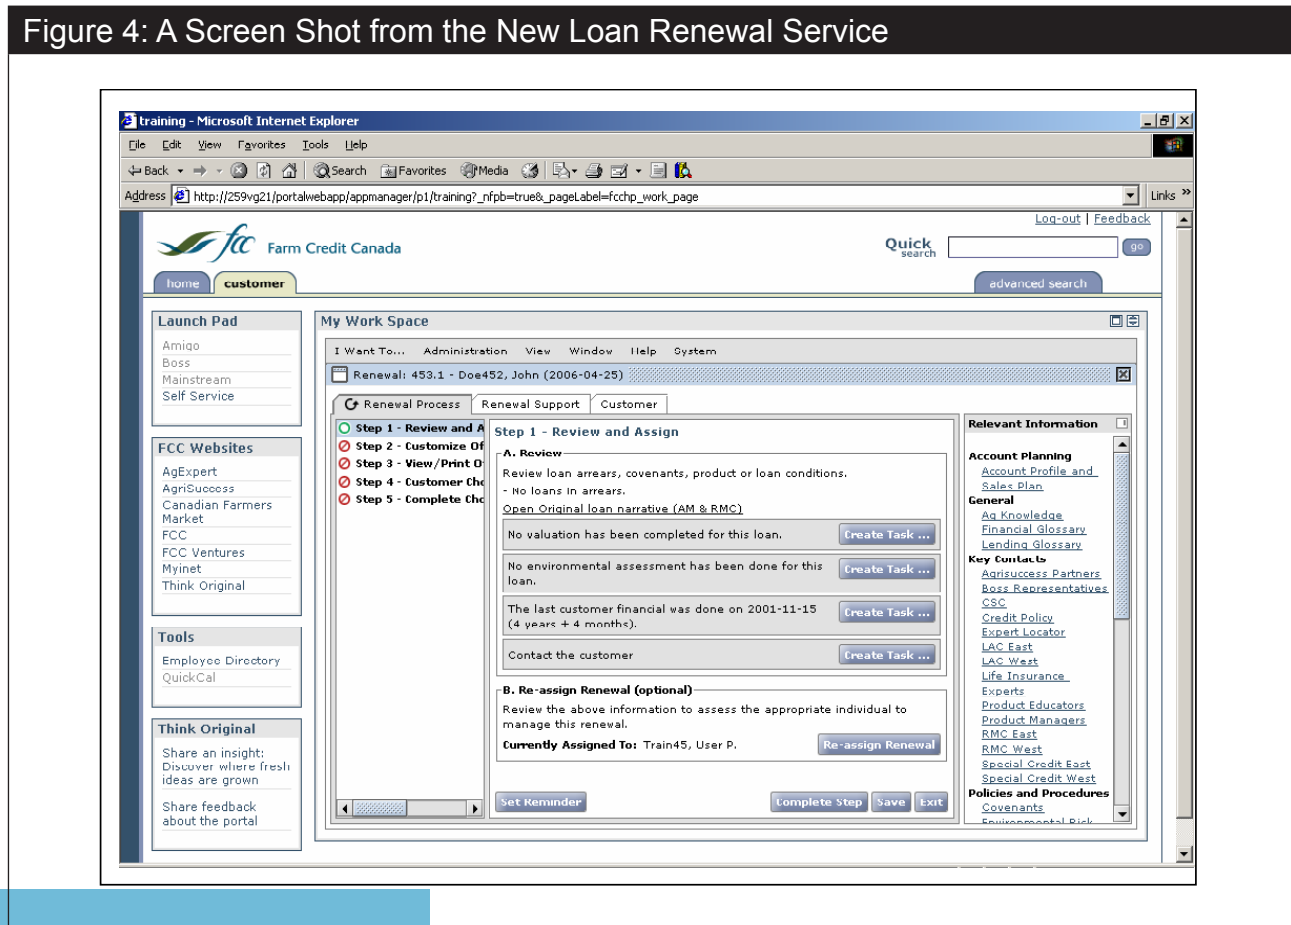 Figure 4: A Screen Shot from the New Loan Renewal Service
training - Microsoft Internet Explorer
File Edit View Favorites Tools Help
Back Search Favorites Media
Address http://259vg21/portalwebapp/appmanager/p1/training?_nfpb=true&_pageLabel=fcchp_work_page Links »
Log-out | Feedback
fcc Farm Credit Canada
Quick search go
home customer advanced search
Launch Pad
Amigo
Boss
Mainstream
Self Service
FCC Websites
AgExpert
AgriSuccess
Canadian Farmers
Market
FCC
FCC Ventures
Myinet
Think Original
Tools
Employee Directory
QuickCal
Think Original
Share an insight:
Discover where fresh
ideas are grown
Share feedback
about the portal
My Work Space
I Want To... Administration View Window Help System
Renewal: 453.1 - Doe452, John (2006-04-25)
Renewal Process Renewal Support Customer
Step 1 - Review and A
Step 2 - Customize Of
Step 3 - View/Print O
Step 4 - Customer Cho
Step 5 - Complete Cho
Step 1 - Review and Assign
A. Review
Review loan arrears, covenants, product or loan conditions.
- No loans in arrears.
Open Original loan narrative (AM & RMC)
No valuation has been completed for this loan. Create Task ...
No environmental assessment has been done for this
loan. Create Task ...
The last customer financial was done on 2001-11-15
(4 years + 4 months). Create Task ...
Contact the customer Create Task ...
B. Re-assign Renewal (optional)
Review the above information to assess the appropriate individual to
manage this renewal.
Currently Assigned To: Train45, User P. Re-assign Renewal
Set Reminder Complete Step Save Exit
Relevant Information
Account Planning
Account Profile and
Sales Plan
General
Ag Knowledge
Financial Glossary
Lending Glossary
Key Contacts
Agrisuccess Partners
Boss Representatives
CSC
Credit Policy
Expert Locator
LAC East
LAC West
Life Insurance
Experts
Product Educators
Product Managers
RMC East
RMC West
Special Credit East
Special Credit West
Policies and Procedures
Covenants
Environmental Risk